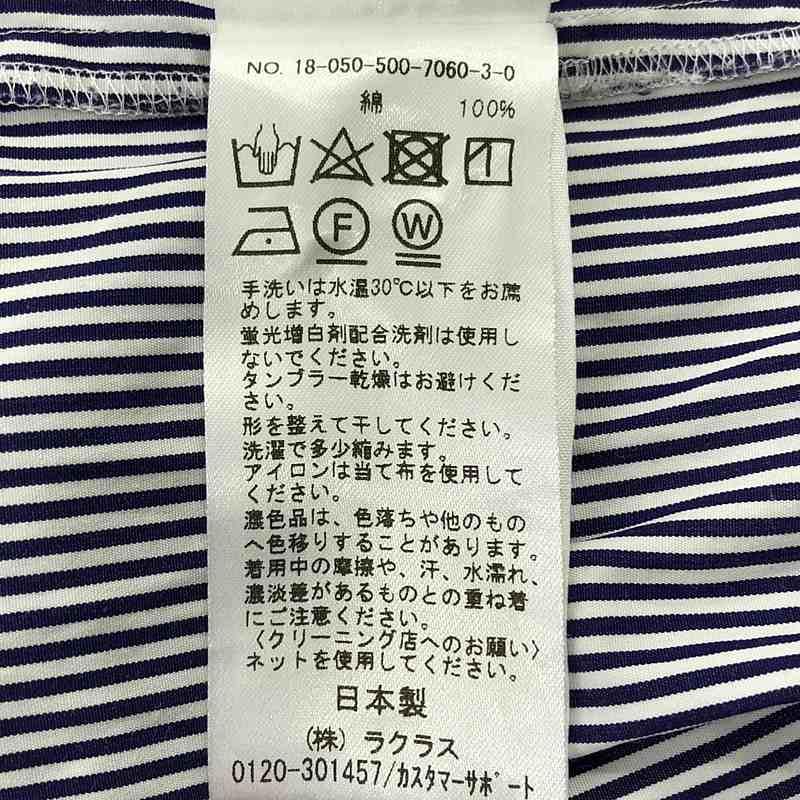 NO. 18-050-500-7060-3-0
綿 100%
F W
手洗いは水温30℃以下をお薦
めします。
蛍光増白剤配合洗剤は使用し
ないでください。
タンブラー乾燥はお避けくだ
さい。
形を整えて干してください。
洗濯で多少縮みます。
アイロンは当て布を使用して
ください。
濃色品は、色落ちや他のもの
へ色移りすることがあります。
着用中の摩擦や、汗、水濡れ、
濃淡差があるものとの重ね着
にご注意ください。
〈クリーニング店へのお願い〉
ネットを使用してください。
日本製
(株) ラクラス
0120-301457/カスタマーサポート